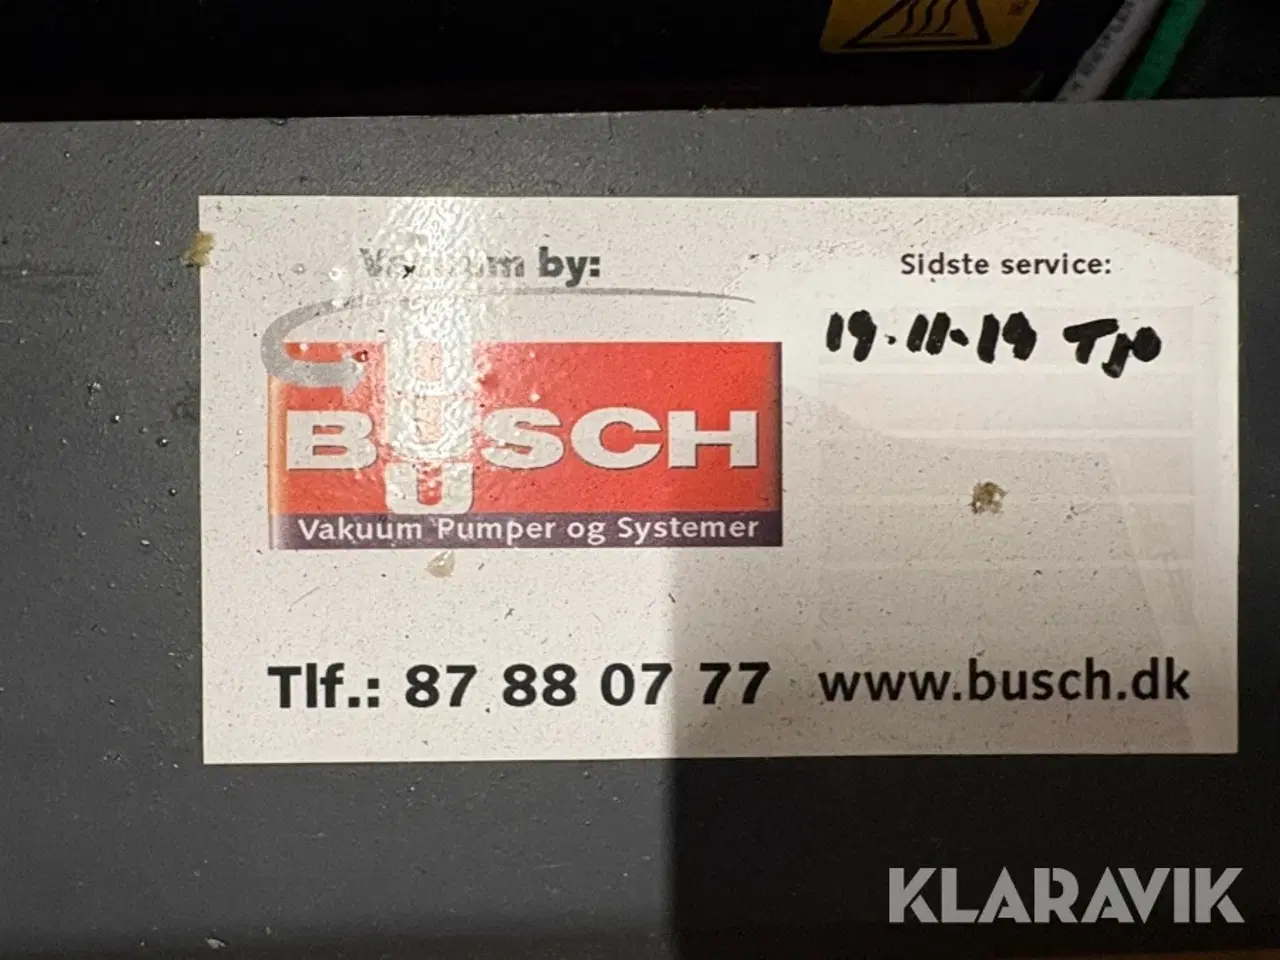 Vakuum by:
BUSCH
Vakuum Pumper og Systemer
Sidste service:
19.11.19
Tlf.: 87 88 07 77
www.busch.dk
KLARAVIK